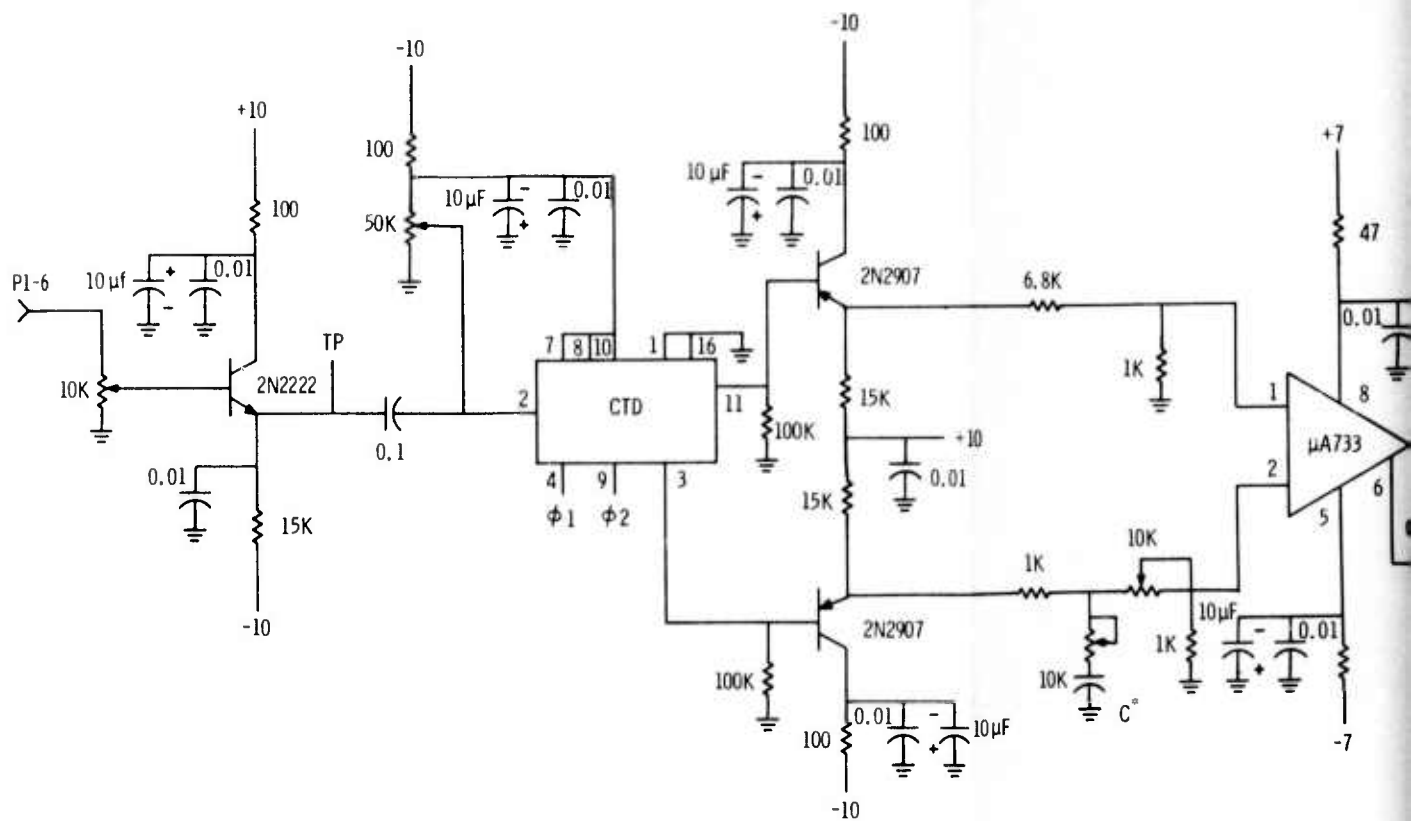 -10
-10
+10
+7
100
100
100
47
10 µF - 0.01
+
10 µF - 0.01
+
50K
10 µf + 0.01
-
P1-6
2N2907
6.8K
0.01
TP
7 8 10 1 16
10K
2N2222
1K
2 CTD 11
15K
1 8
0.1
100K
+10
µA733
0.01
4 9 3
15K
0.01
2
6
ϕ1 ϕ2
15K
5
1K
10K
-10
2N2907
10 µF - 0.01
+
1K
100K
10K
C*
0.01 - 10 µF
+
100
-7
-10